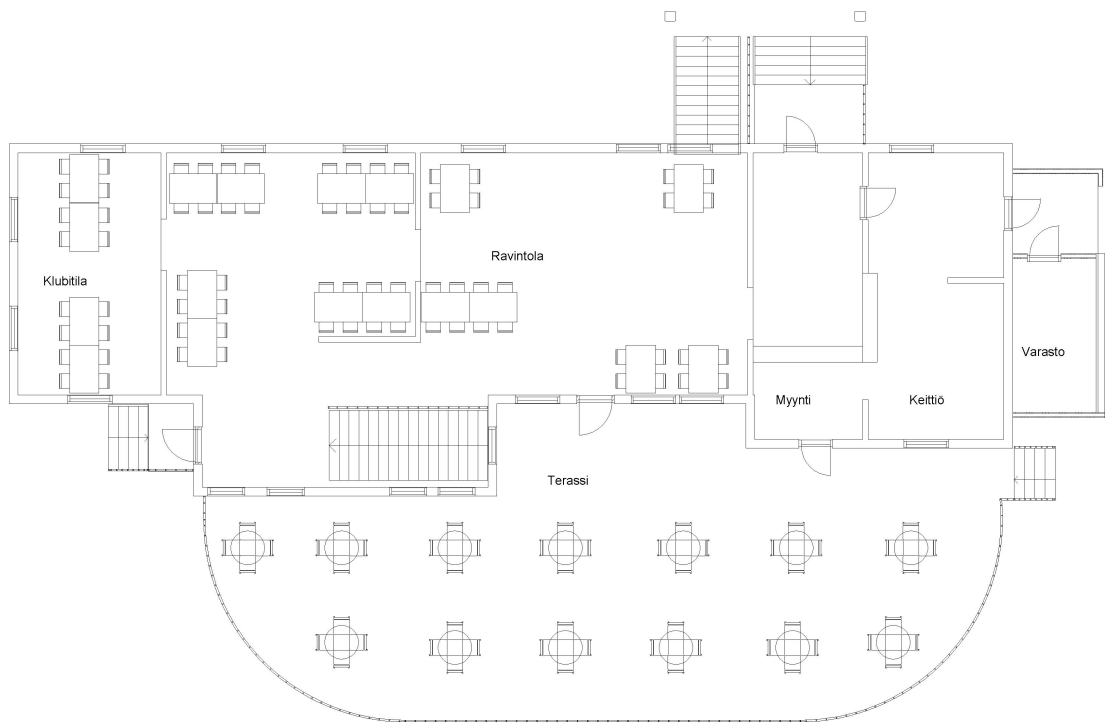 Ravintola
Klubitila
Varasto
Myynti
Keittiö
Terassi